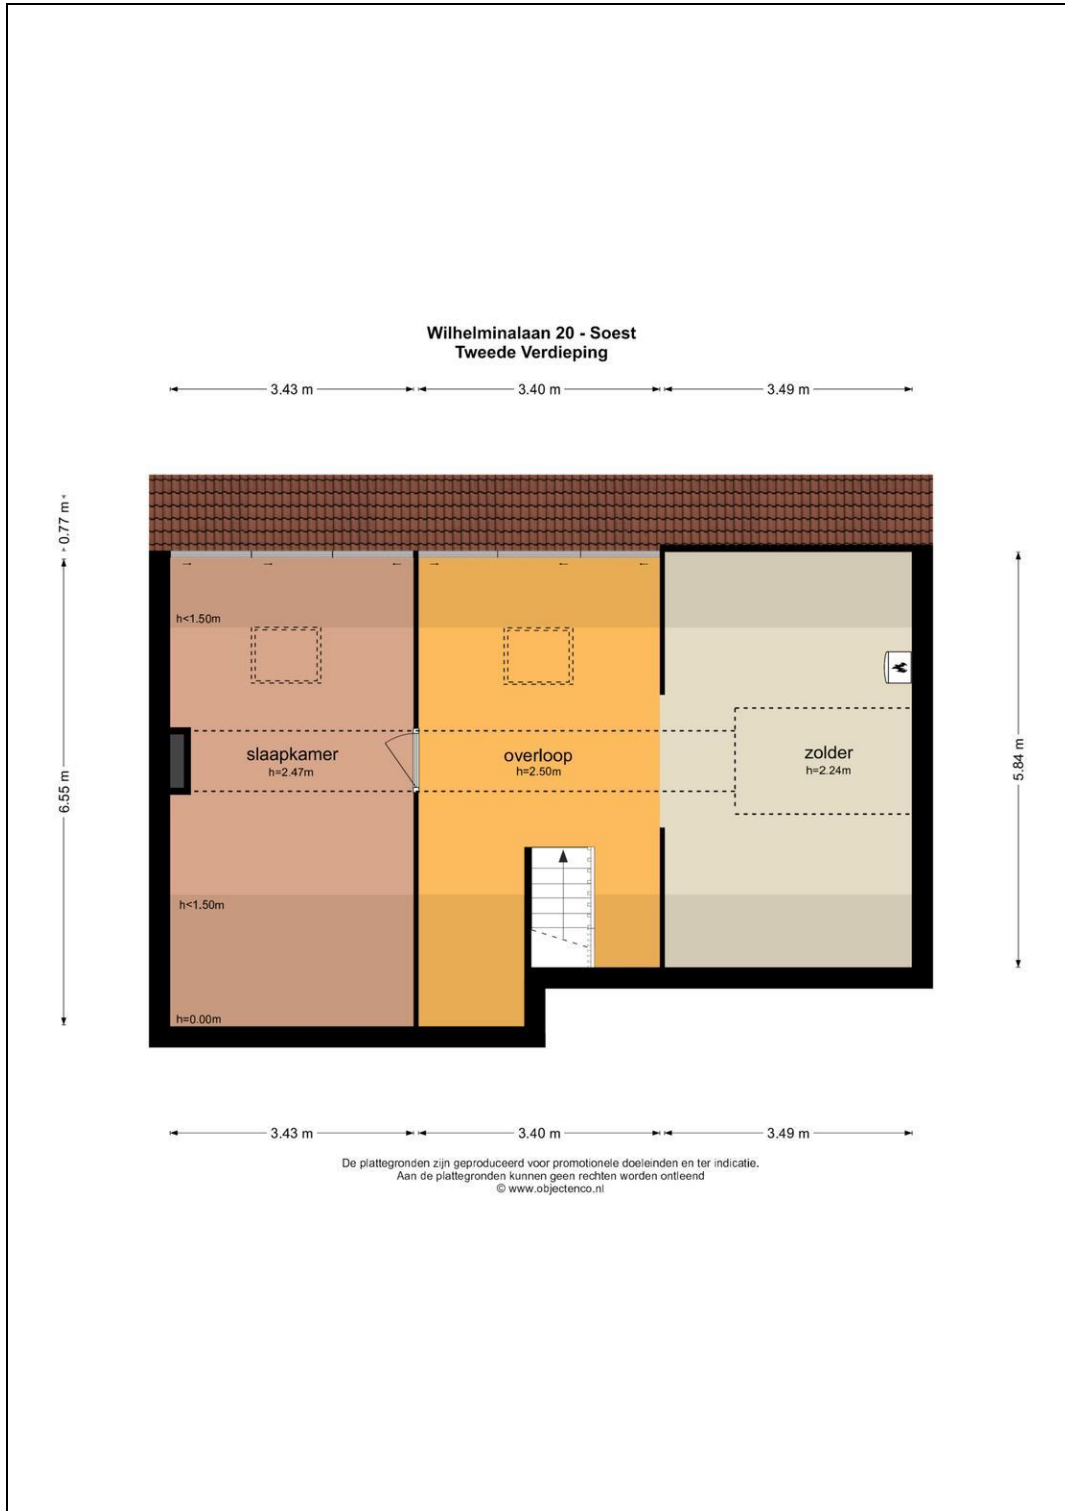 Wilhelminalaan 20 - Soest
Tweede Verdieping
3.43 m
3.40 m
3.49 m
0.77 m
h<1.50m
slaapkamer
h=2.47m
overloop
h=2.50m
zolder
h=2.24m
6.55 m
5.84 m
h<1.50m
h=0.00m
3.43 m
3.40 m
3.49 m
De plattegronden zijn geproduceerd voor promotionele doeleinden en ter indicatie.
Aan de plattegronden kunnen geen rechten worden ontleend
© www.objectenco.nl